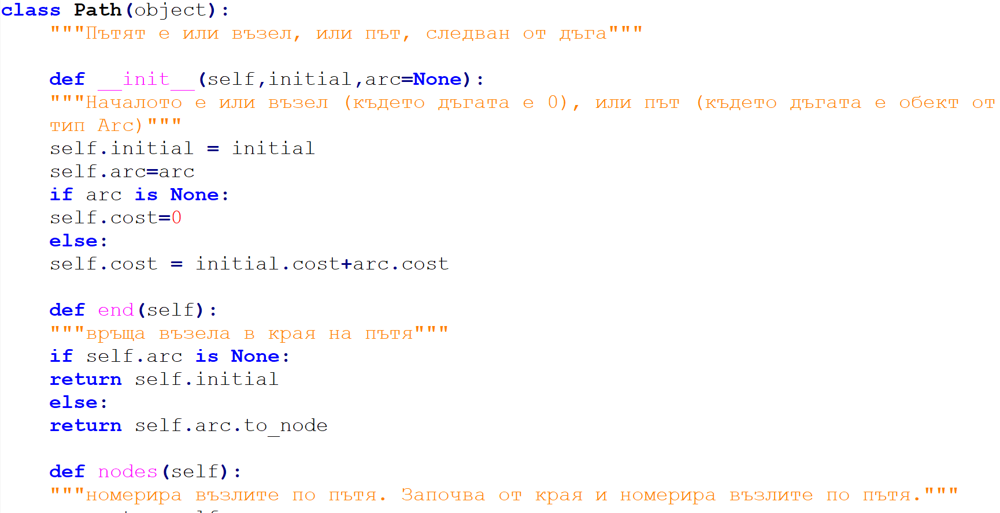 class Path(object):
"""Пътят е или възел, или път, следван от дъга"""
def __init__(self,initial,arc=None):
"""Началото е или възел (където дъгата е 0), или път (където дъгата е обект от
тип Arc)"""
self.initial = initial
self.arc=arc
if arc is None:
self.cost=0
else:
self.cost = initial.cost+arc.cost
def end(self):
"""връща възела в края на пътя"""
if self.arc is None:
return self.initial
else:
return self.arc.to_node
def nodes(self):
"""номерира възлите по пътя. Започва от края и номерира възлите по пътя."""